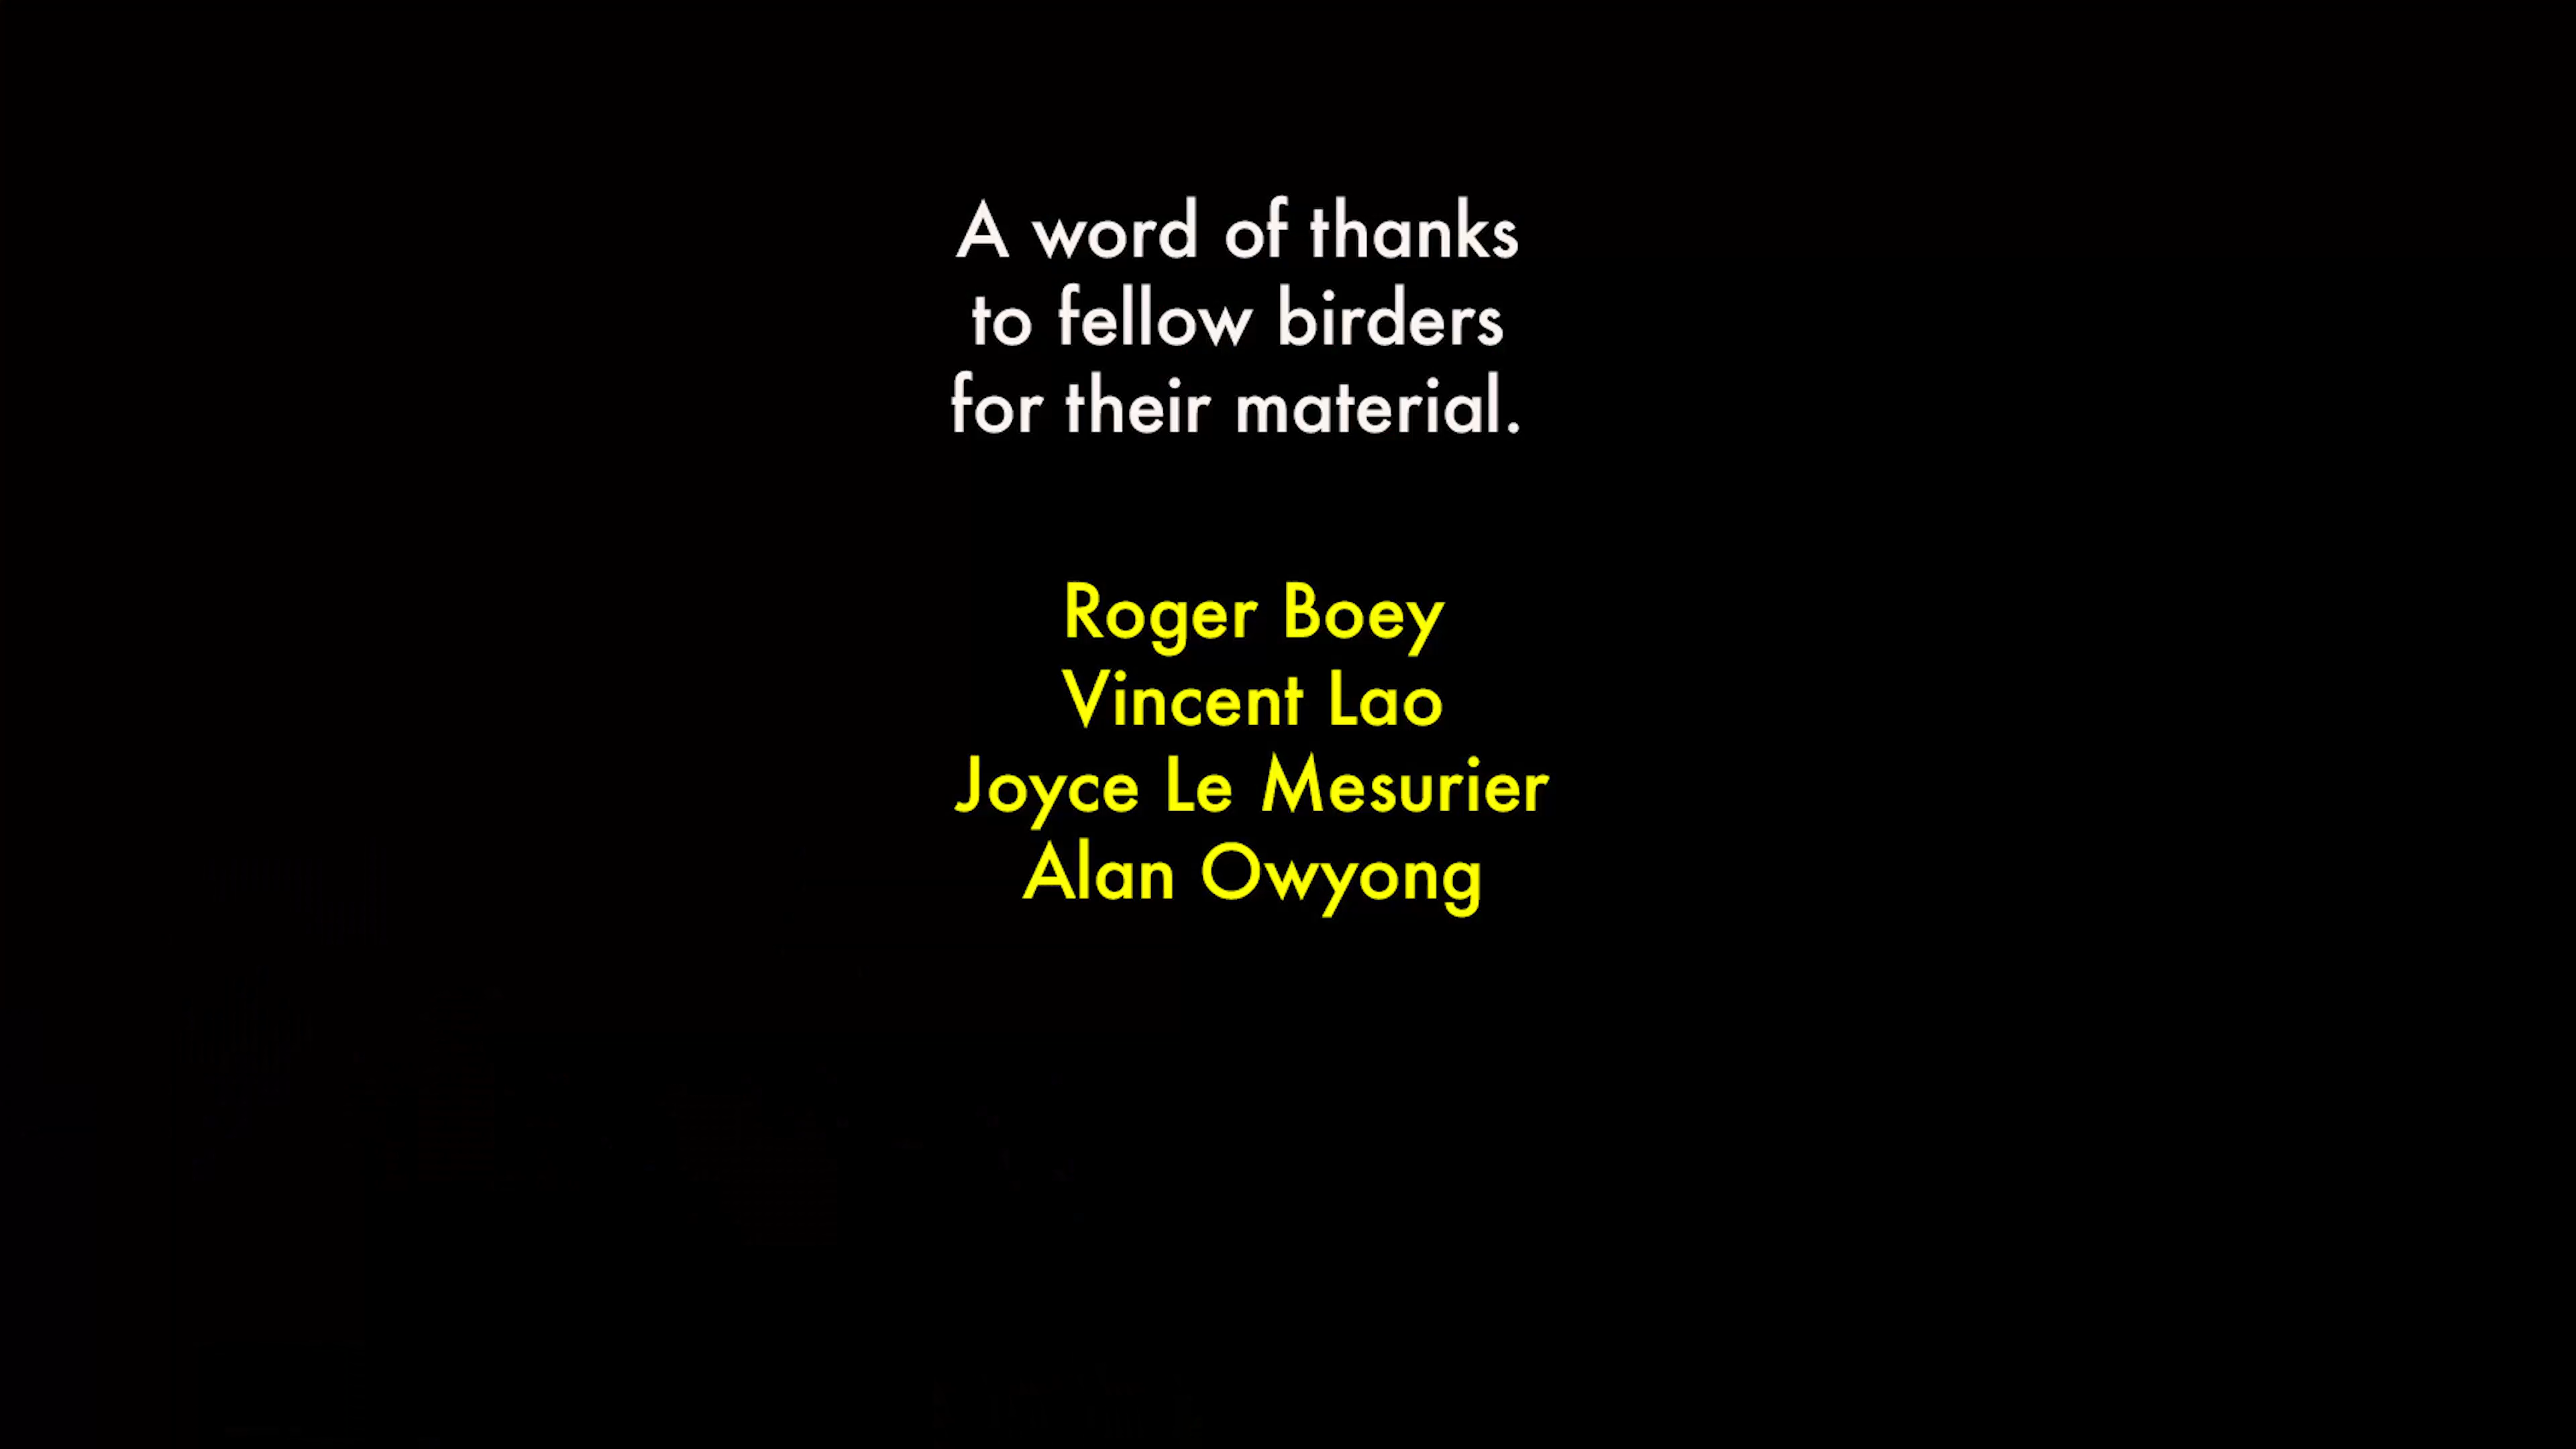 A word of thanks
to fellow birders
for their material.
Roger Boey
Vincent Lao
Joyce Le Mesurier
Alan Owyong